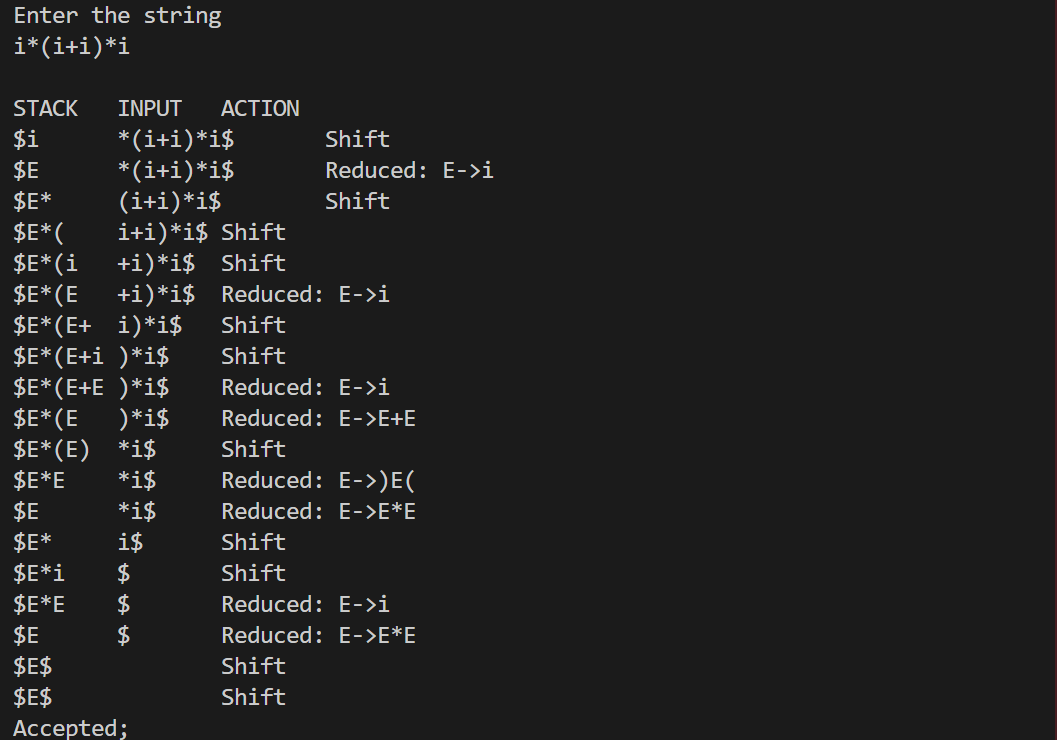 Enter the string
i*(i+i)*i
STACK   INPUT   ACTION
$i      *(i+i)*i$       Shift
$E      *(i+i)*i$       Reduced: E->i
$E*     (i+i)*i$        Shift
$E*(    i+i)*i$ Shift
$E*(i   +i)*i$  Shift
$E*(E   +i)*i$  Reduced: E->i
$E*(E+  i)*i$   Shift
$E*(E+i )*i$    Shift
$E*(E+E )*i$    Reduced: E->i
$E*(E   )*i$    Reduced: E->E+E
$E*(E)  *i$     Shift
$E*E    *i$     Reduced: E->)E(
$E      *i$     Reduced: E->E*E
$E*     i$      Shift
$E*i    $       Shift
$E*E    $       Reduced: E->i
$E      $       Reduced: E->E*E
$E$             Shift
$E$             Shift
Accepted;